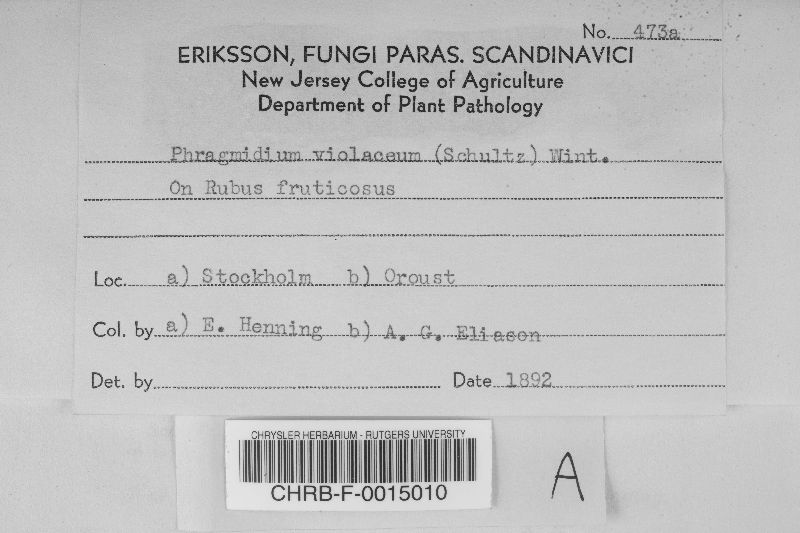 No. 473a
ERIKSSON, FUNGI PARAS. SCANDINAVICI
New Jersey College of Agriculture
Department of Plant Pathology
Phragmidium violaceum (Schultz) Wint.
On Rubus fruticosus
Loc. a) Stockholm b) Oroust
Col. by a) E. Henning b) A. G. Eliason
Det. by Date 1892
CHRYSLER HERBARIUM - RUTGERS UNIVERSITY
CHRB-F-0015010
A